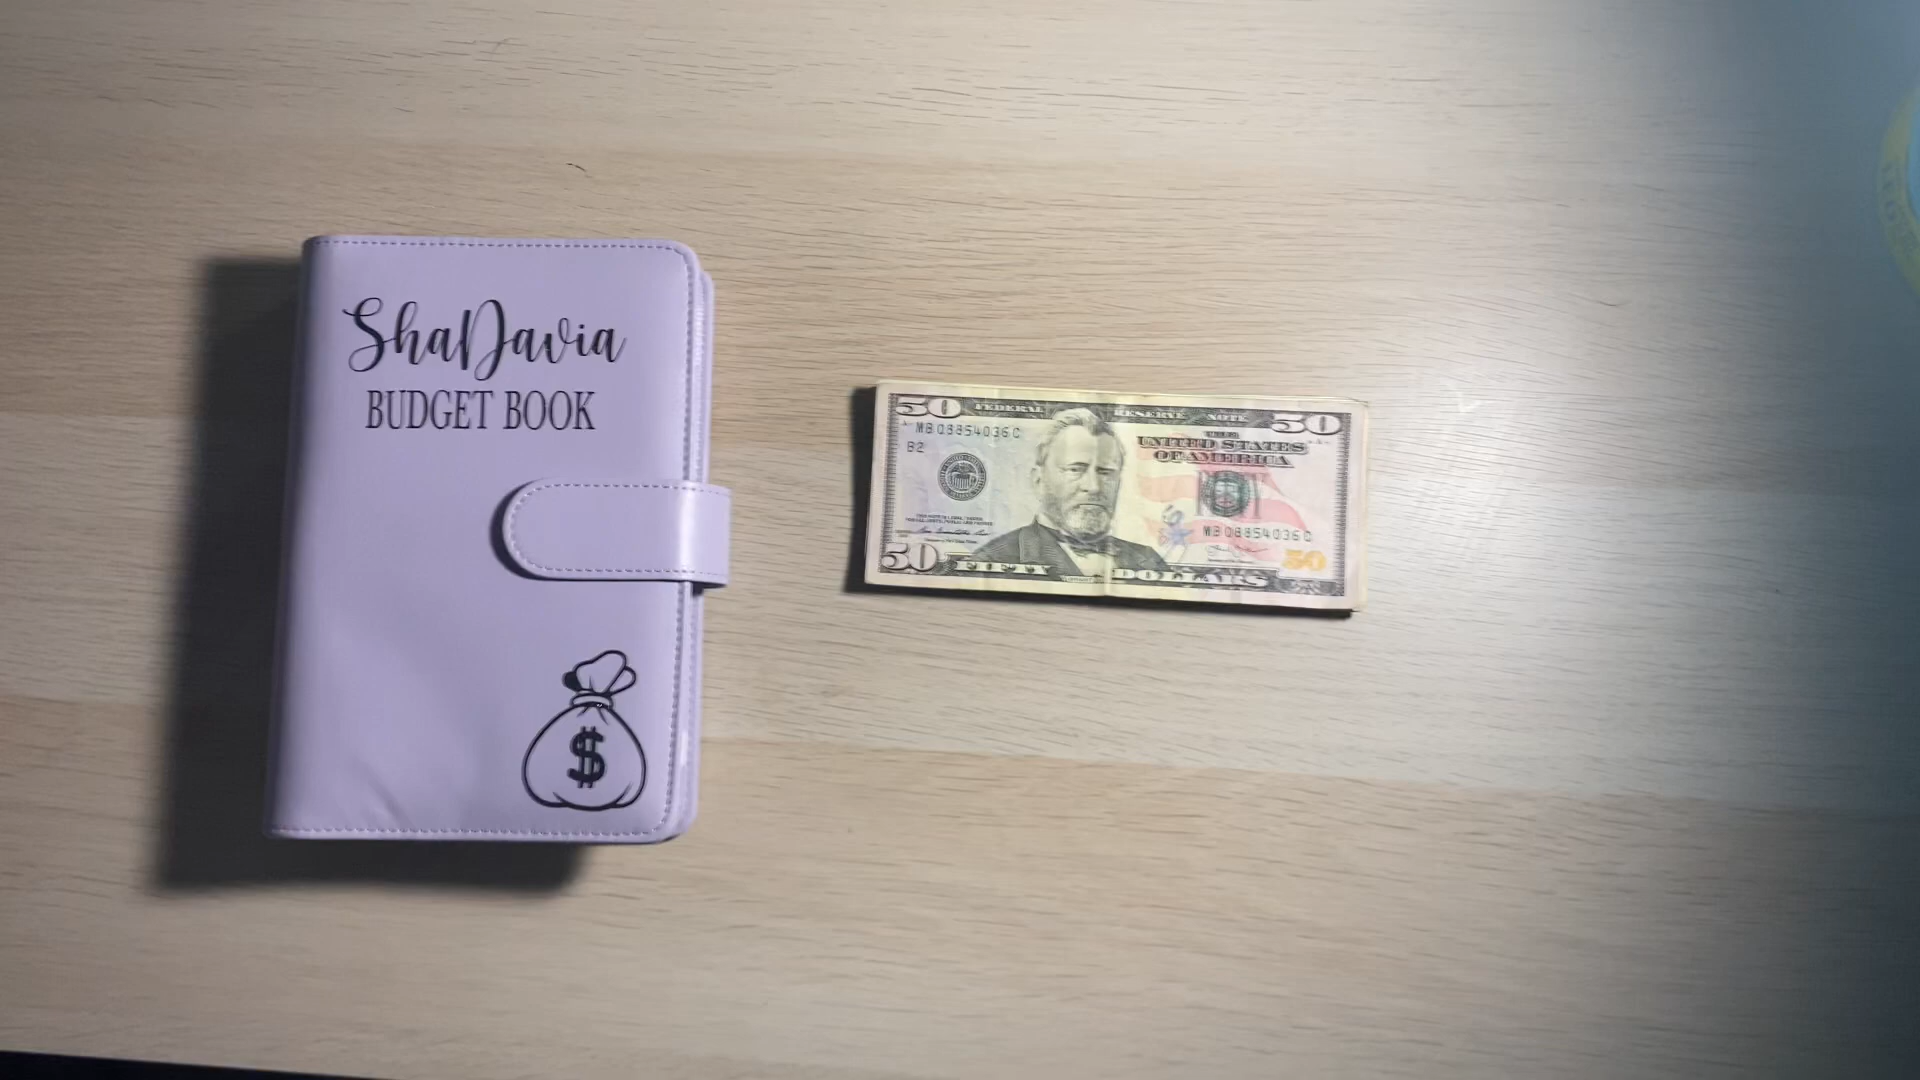 ShaDavia
BUDGET BOOK
$
50 FEDERAL RESERVE NOTE 50
MB 08854036 C
B2
UNITED STATES
OF AMERICA
MB 08854036 C
50 FIFTY DOLLARS 50